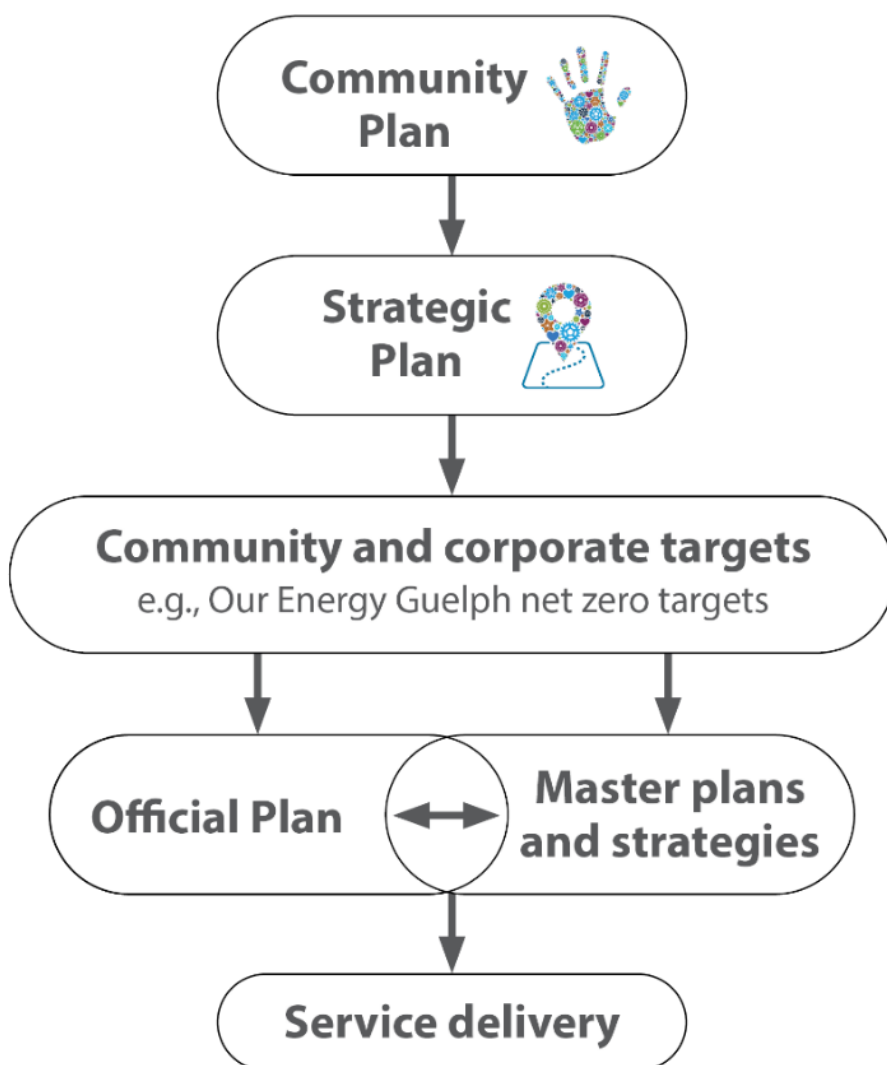 Community
Plan
Strategic
Plan
Community and corporate targets
e.g., Our Energy Guelph net zero targets
Official Plan
Master plans
and strategies
Service delivery